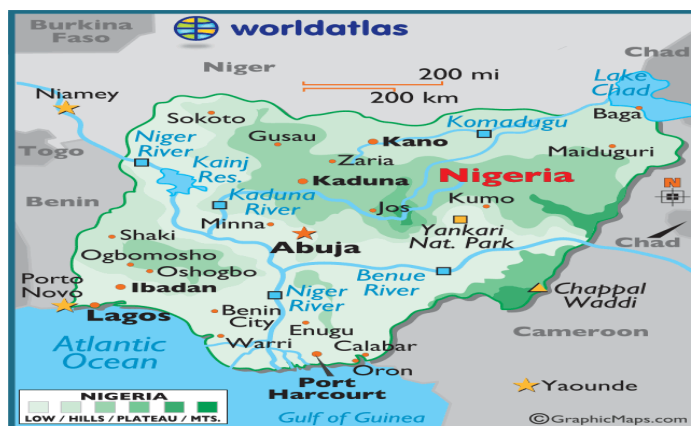 Burkina
Faso
worldatlas
Niger
Chad
200 mi
200 km
Lake
Chad
Niamey
Sokoto
Gusau
Kano
Komadugu
Baga
Niger
River
Kainj
Res.
Zaria
Maiduguri
Togo
Kaduna
Nigeria
N
Benin
Kaduna
River
Jos
Kumo
Minna
Yankari
Nat. Park
Shaki
Abuja
Chad
Ogbomosho
Oshogbo
Benue
River
Chappal
Waddi
Porto
Novo
Ibadan
Niger
River
Lagos
Benin
City
Enugu
Cameroon
Atlantic
Ocean
Warri
Calabar
Oron
Port
Harcourt
Yaounde
NIGERIA
LOW / HILLS / PLATEAU / MTS.
Gulf of Guinea
©GraphicMaps.com